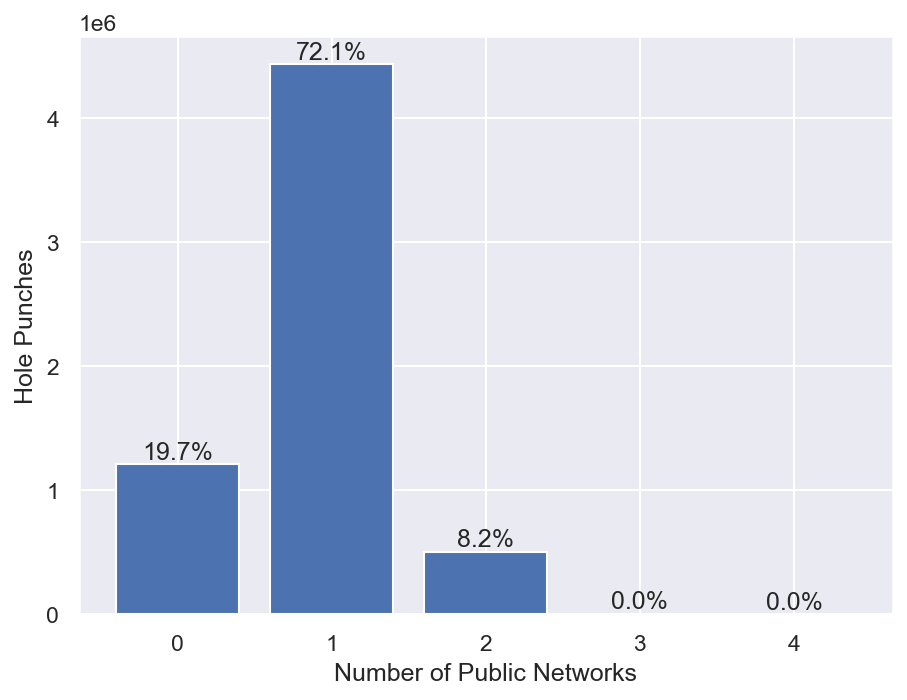 1e6
72.1%
4
3
Hole Punches
2
19.7%
1
8.2%
0.0% 0.0%
0
0 1 2 3 4
Number of Public Networks